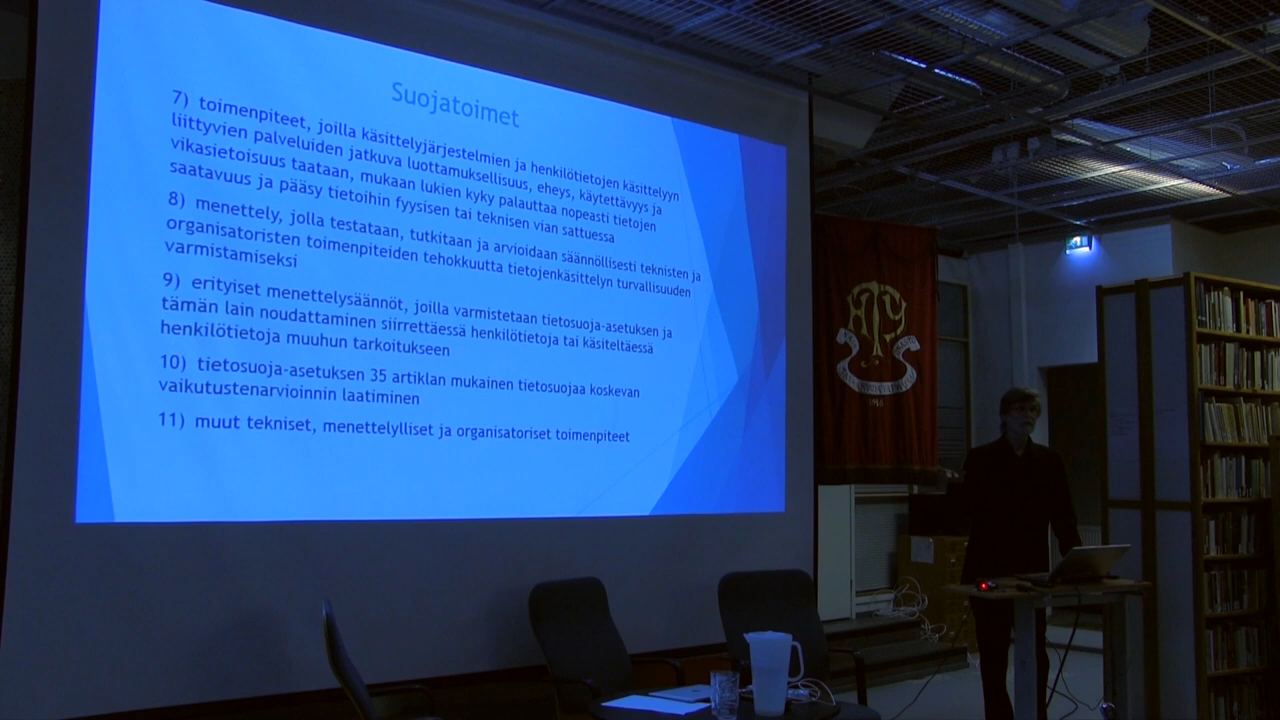 Suojatoimet
7) toimenpiteet, joilla käsittelyjärjestelmien ja henkilötietojen käsittelyyn
liittyvien palveluiden jatkuva luottamuksellisuus, eheys, käytettävyys ja
vikasietoisuus taataan, mukaan lukien kyky palauttaa nopeasti tietojen
saatavuus ja pääsy tietoihin fyysisen tai teknisen vian sattuessa
8) menettely, jolla testataan, tutkitaan ja arvioidaan säännöllisesti teknisten ja
organisatoristen toimenpiteiden tehokkuutta tietojenkäsittelyn turvallisuuden
varmistamiseksi
9) erityiset menettelysäännöt, joilla varmistetaan tietosuoja-asetuksen ja
tämän lain noudattaminen siirrettäessä henkilötietoja tai käsiteltäessä
henkilötietoja muuhun tarkoitukseen
10) tietosuoja-asetuksen 35 artiklan mukainen tietosuojaa koskevan
vaikutustenarvioinnin laatiminen
11) muut tekniset, menettelylliset ja organisatoriset toimenpiteet